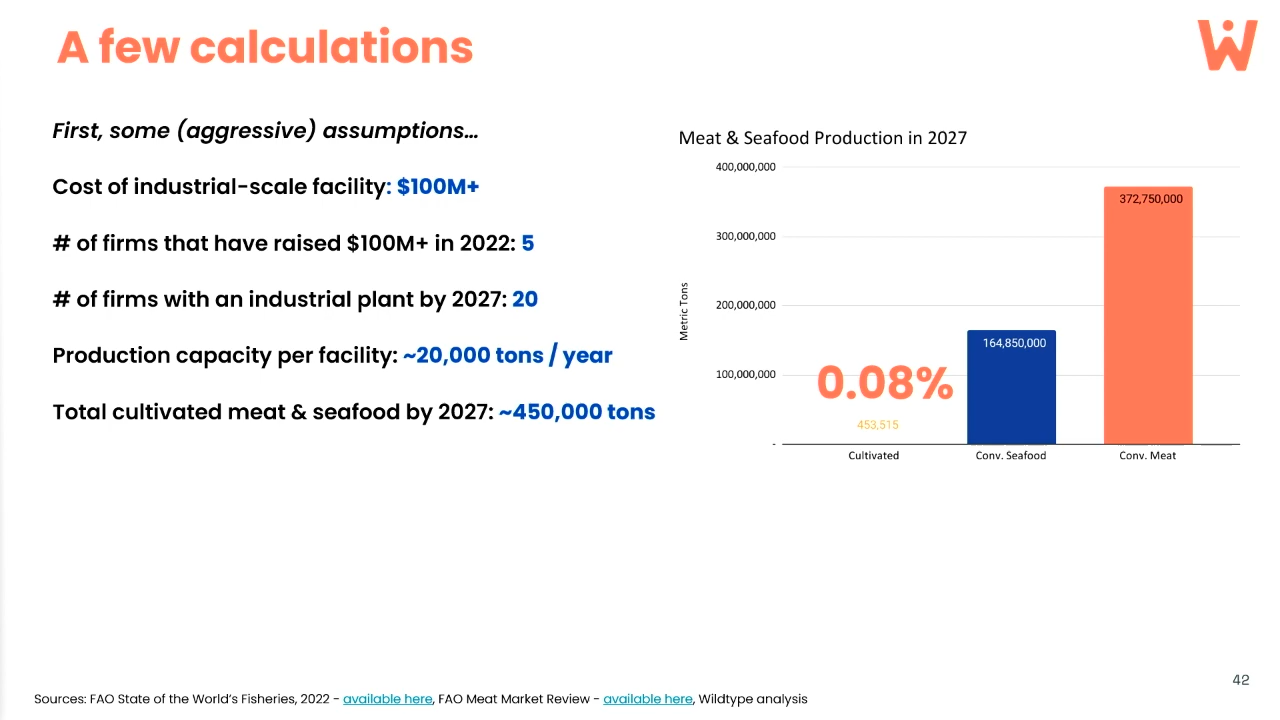 A few calculations
First, some (aggressive) assumptions…
Cost of industrial-scale facility: $100M+
# of firms that have raised $100M+ in 2022: 5
# of firms with an industrial plant by 2027: 20
Production capacity per facility: ~20,000 tons / year
Total cultivated meat & seafood by 2027: ~450,000 tons
Meat & Seafood Production in 2027
Metric Tons
400,000,000
300,000,000
200,000,000
100,000,000
-
372,750,000
164,850,000
0.08%
453,515
Cultivated
Conv. Seafood
Conv. Meat
42
Sources: FAO State of the World's Fisheries, 2022 - available here, FAO Meat Market Review - available here, Wildtype analysis